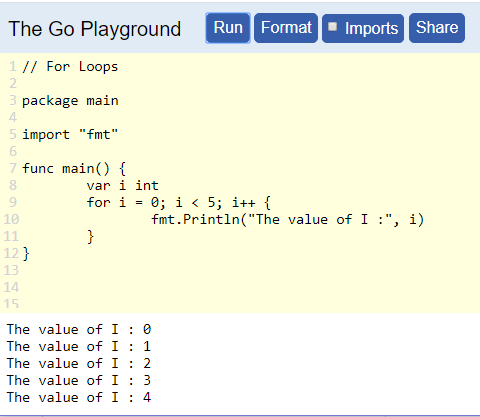 The Go Playground Run Format Imports Share
1 // For Loops
2
3 package main
4
5 import "fmt"
6
7 func main() {
8 var i int
9 for i = 0; i < 5; i++ {
10 fmt.Println("The value of I :", i)
11 }
12 }
13
14
15
The value of I : 0
The value of I : 1
The value of I : 2
The value of I : 3
The value of I : 4